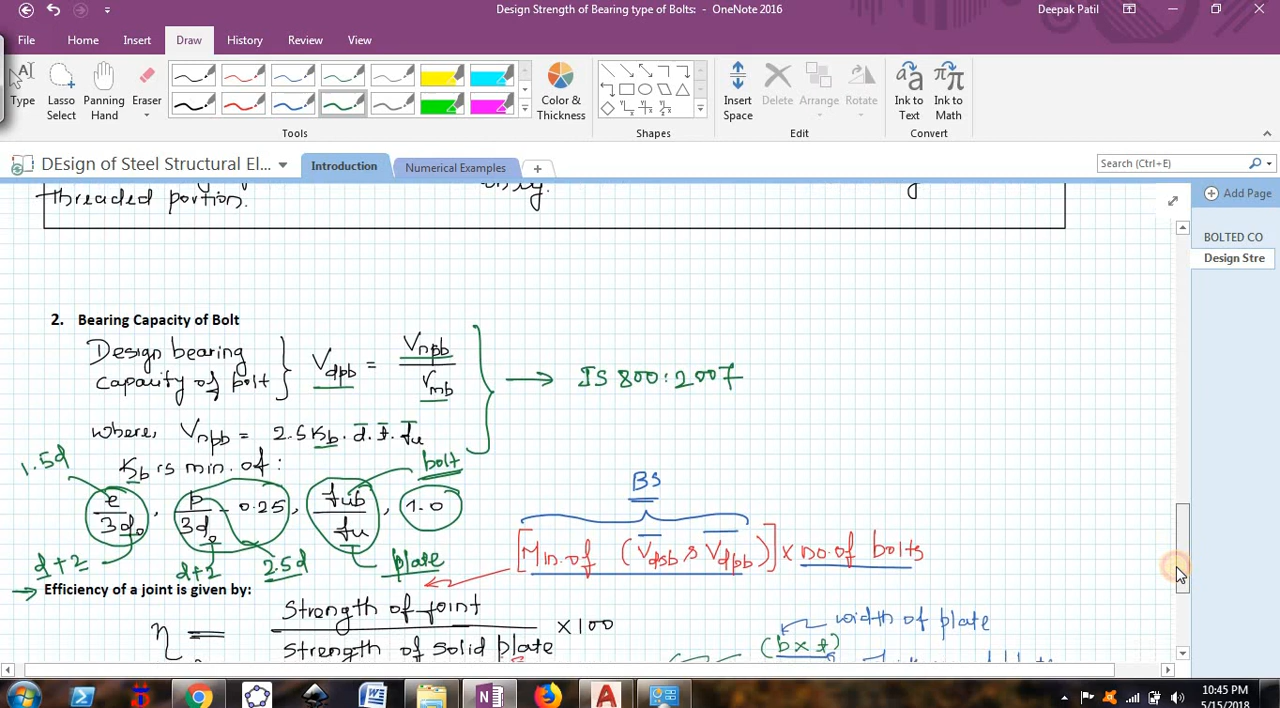 Design Strength of Bearing type of Bolts: - OneNote 2016
Deepak Patil
File Home Insert Draw History Review View
Type
Lasso Select
Panning Hand
Eraser
Color & Thickness
Insert Space
Delete
Arrange
Rotate
Ink to Text
Ink to Math
Tools
Shapes
Edit
Convert
DEsign of Steel Structural El...
Introduction
Numerical Examples
Search (Ctrl+E)
Add Page
BOLTED CO
Design Stre
threaded portion.
only.
2. Bearing Capacity of Bolt
Design bearing capacity of bolt } Vdpb = Vnpb / γmb
→ IS 800:2007
where, Vnpb = 2.5 Kb . d . t . fu
1.5d
Kb is min. of :
bolt
e / 3d₀ , p / 3d₀ - 0.25 , fub / fu , 1.0
d+2
d+2
2.5d
plate
BS
[Min. of (Vdsb & Vdpb)] × no. of bolts
→ Efficiency of a joint is given by:
η = Strength of joint / Strength of solid plate × 100
width of plate
(b × t)
10:45 PM
5/15/2018